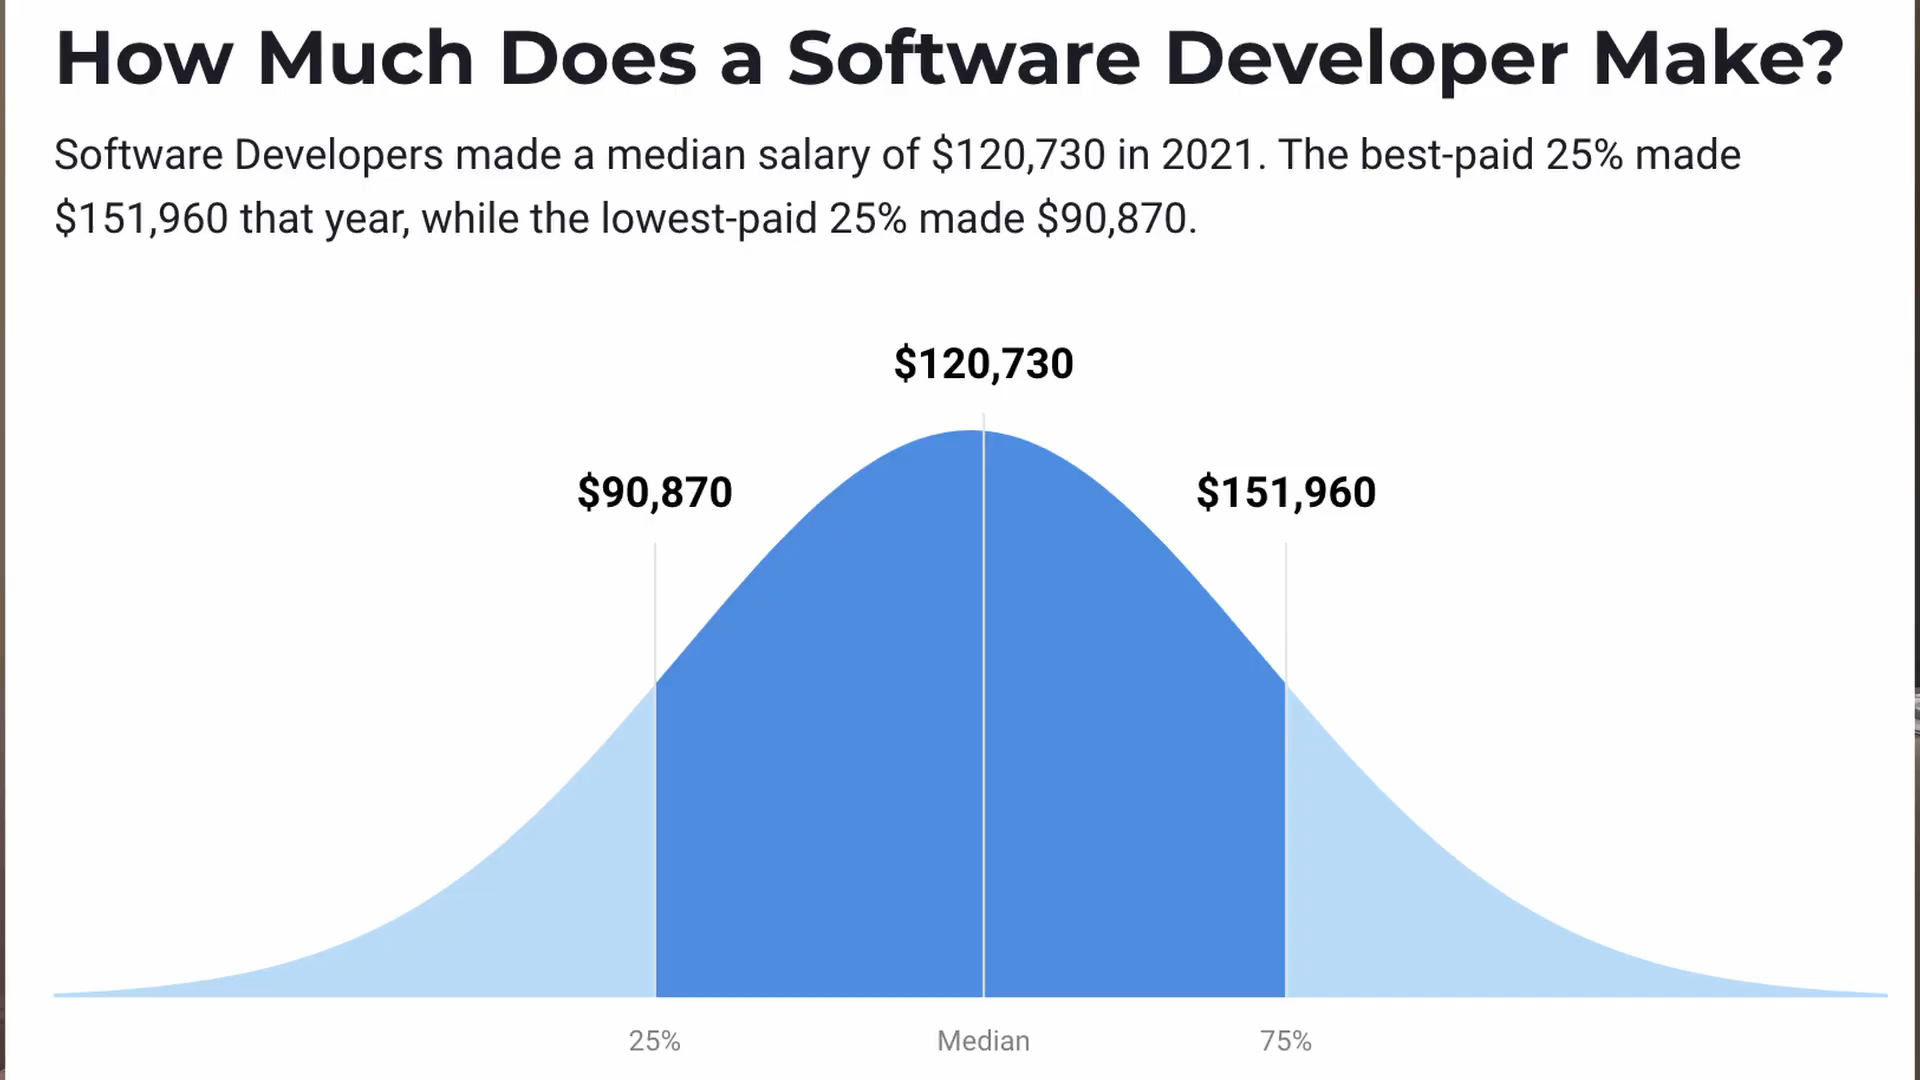 How Much Does a Software Developer Make?
Software Developers made a median salary of $120,730 in 2021. The best-paid 25% made
$151,960 that year, while the lowest-paid 25% made $90,870.
$120,730
$90,870
$151,960
25%
Median
75%